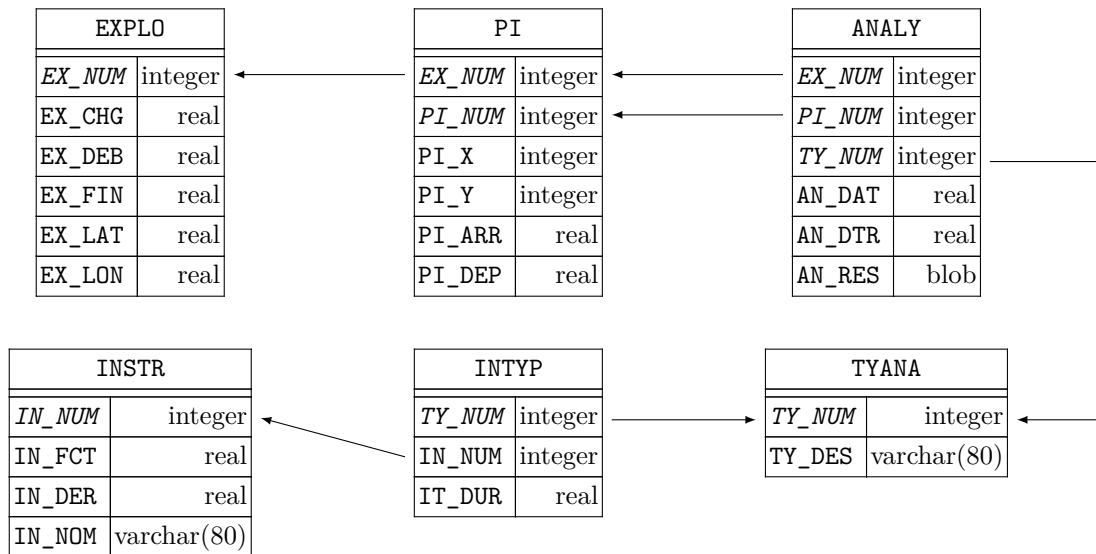 EXPLO
EX_NUM integer
EX_CHG real
EX_DEB real
EX_FIN real
EX_LAT real
EX_LON real
PI
EX_NUM integer
PI_NUM integer
PI_X integer
PI_Y integer
PI_ARR real
PI_DEP real
ANALY
EX_NUM integer
PI_NUM integer
TY_NUM integer
AN_DAT real
AN_DTR real
AN_RES blob
INSTR
IN_NUM integer
IN_FCT real
IN_DER real
IN_NOM varchar(80)
INTYP
TY_NUM integer
IN_NUM integer
IT_DUR real
TYANA
TY_NUM integer
TY_DES varchar(80)